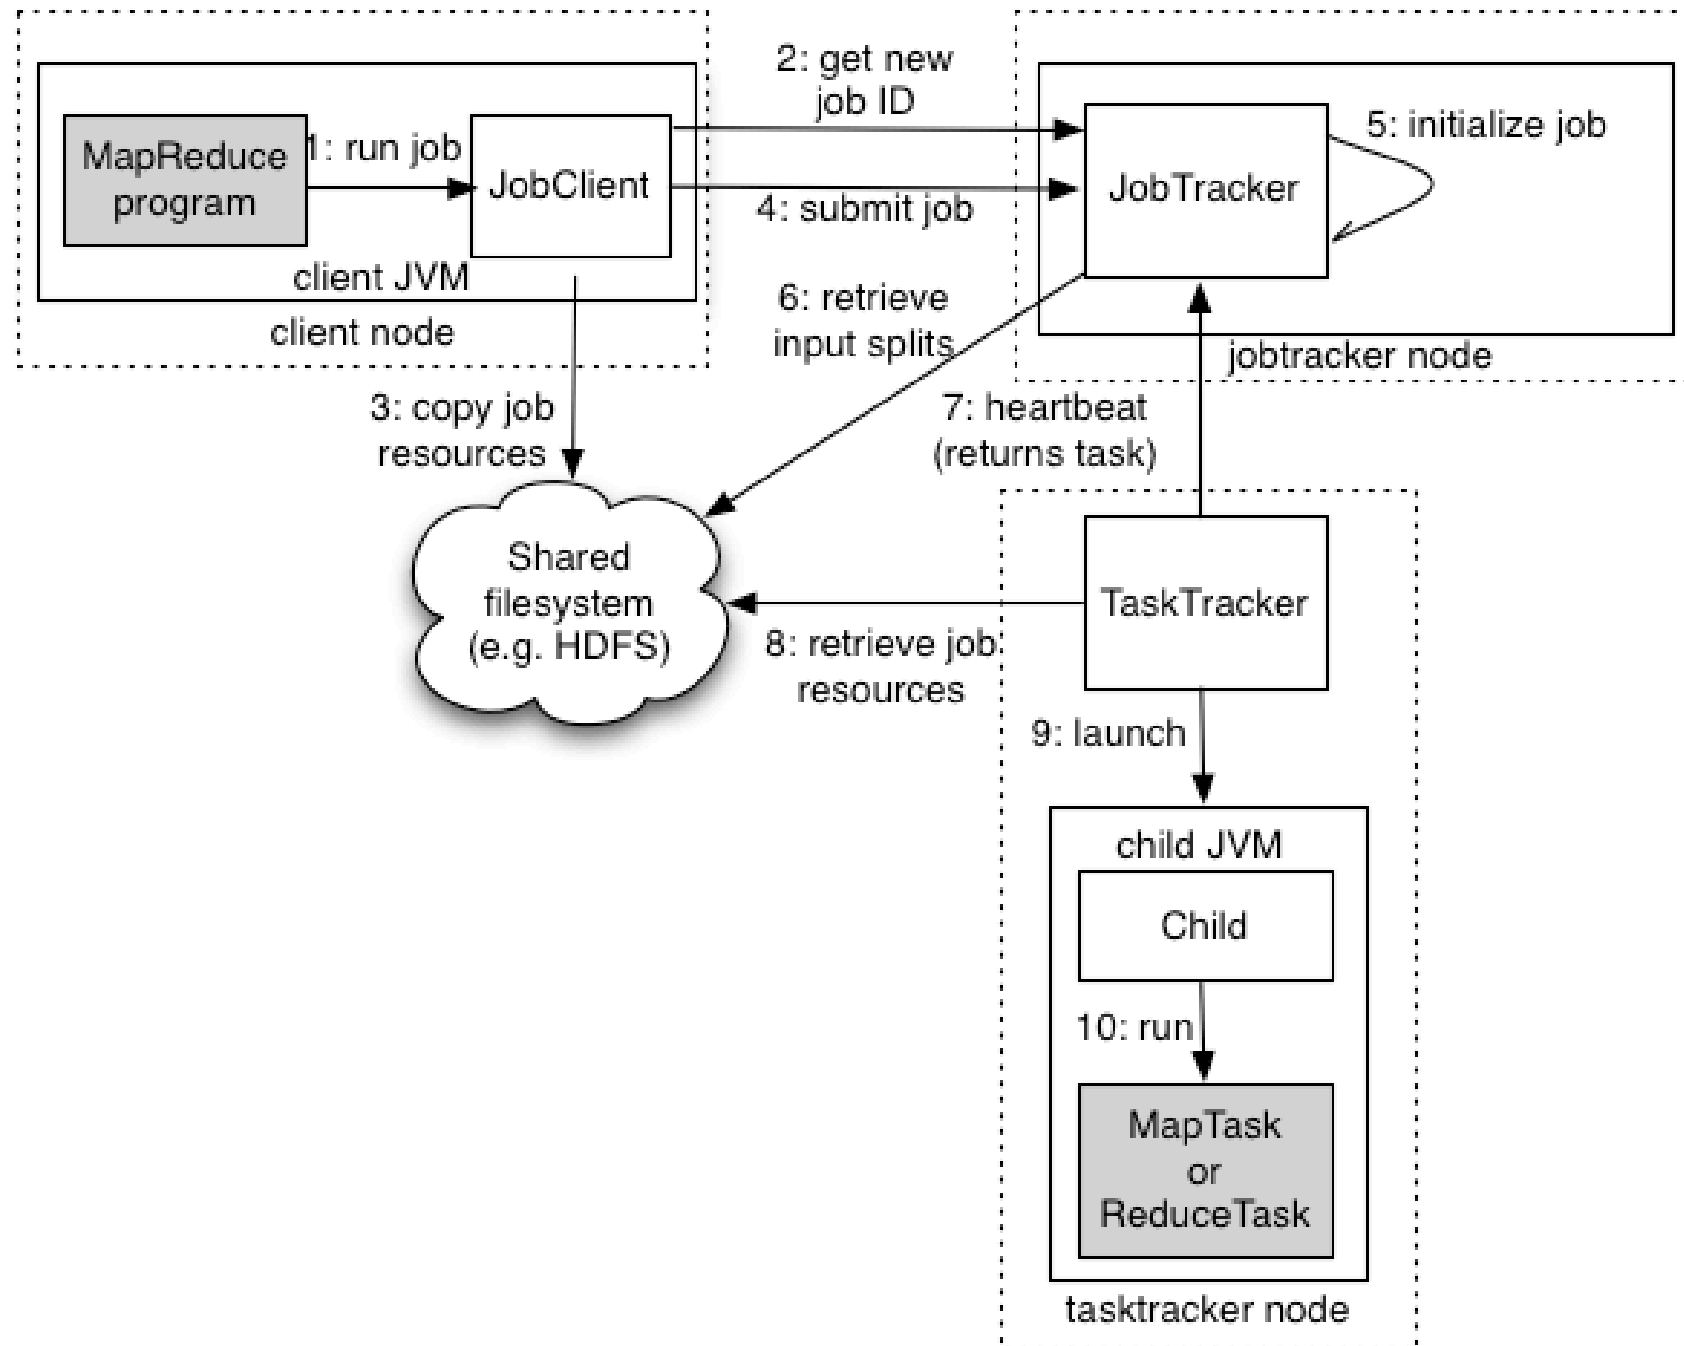 2: get new
job ID
MapReduce
program
1: run job
JobClient
4: submit job
JobTracker
5: initialize job
client JVM
client node
6: retrieve
input splits
jobtracker node
3: copy job
resources
7: heartbeat
(returns task)
Shared
filesystem
(e.g. HDFS)
TaskTracker
8: retrieve job
resources
9: launch
child JVM
Child
10: run
MapTask
or
ReduceTask
tasktracker node